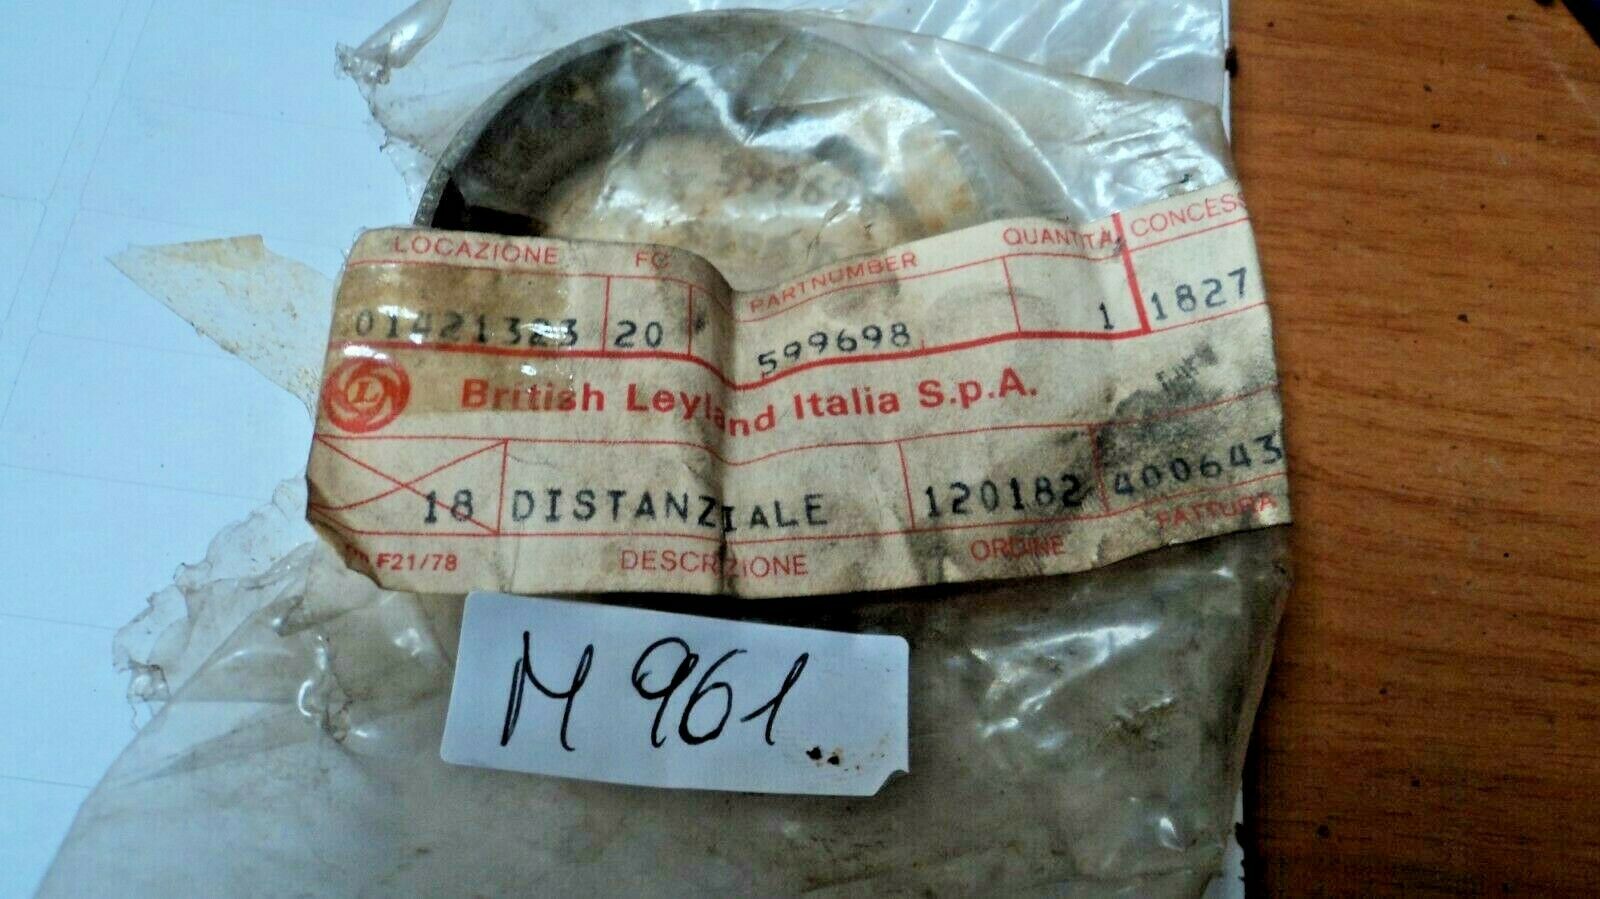 LOCAZIONE FC PARTNUMBER QUANTITÀ CONCESS
01421323 20 599698 1 1827
L British Leyland Italia S.p.A.
18 DISTANZIALE 120182 400643
F21/78 DESCRIZIONE ORDINE FATTURA
M 961